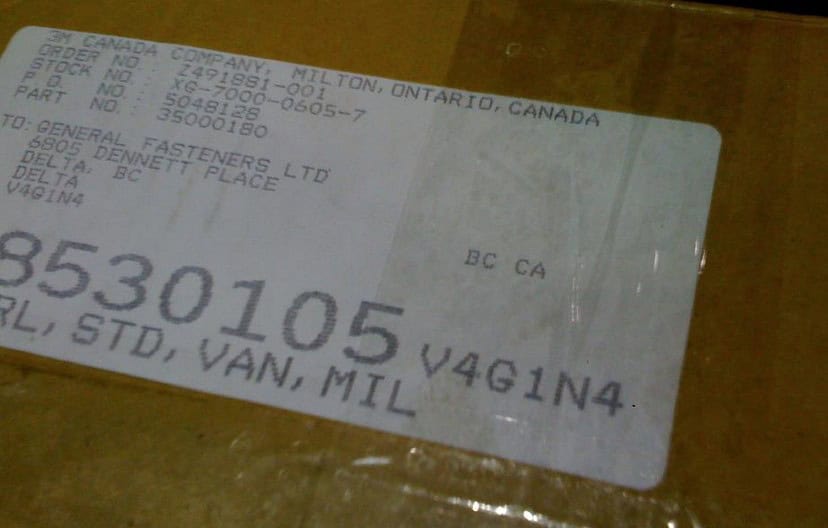 3M CANADA COMPANY, MILTON, ONTARIO, CANADA
ORDER NO : Z491881-001
STOCK NO. : XG-7000-0605-7
P.O. NO. : 5048128
PART NO. : 35000180
TO: GENERAL FASTENERS LTD
6805 DENNETT PLACE
DELTA, BC
DELTA
V4G1N4
BC CA
8530105 V4G1N4
RL, STD, VAN, MIL